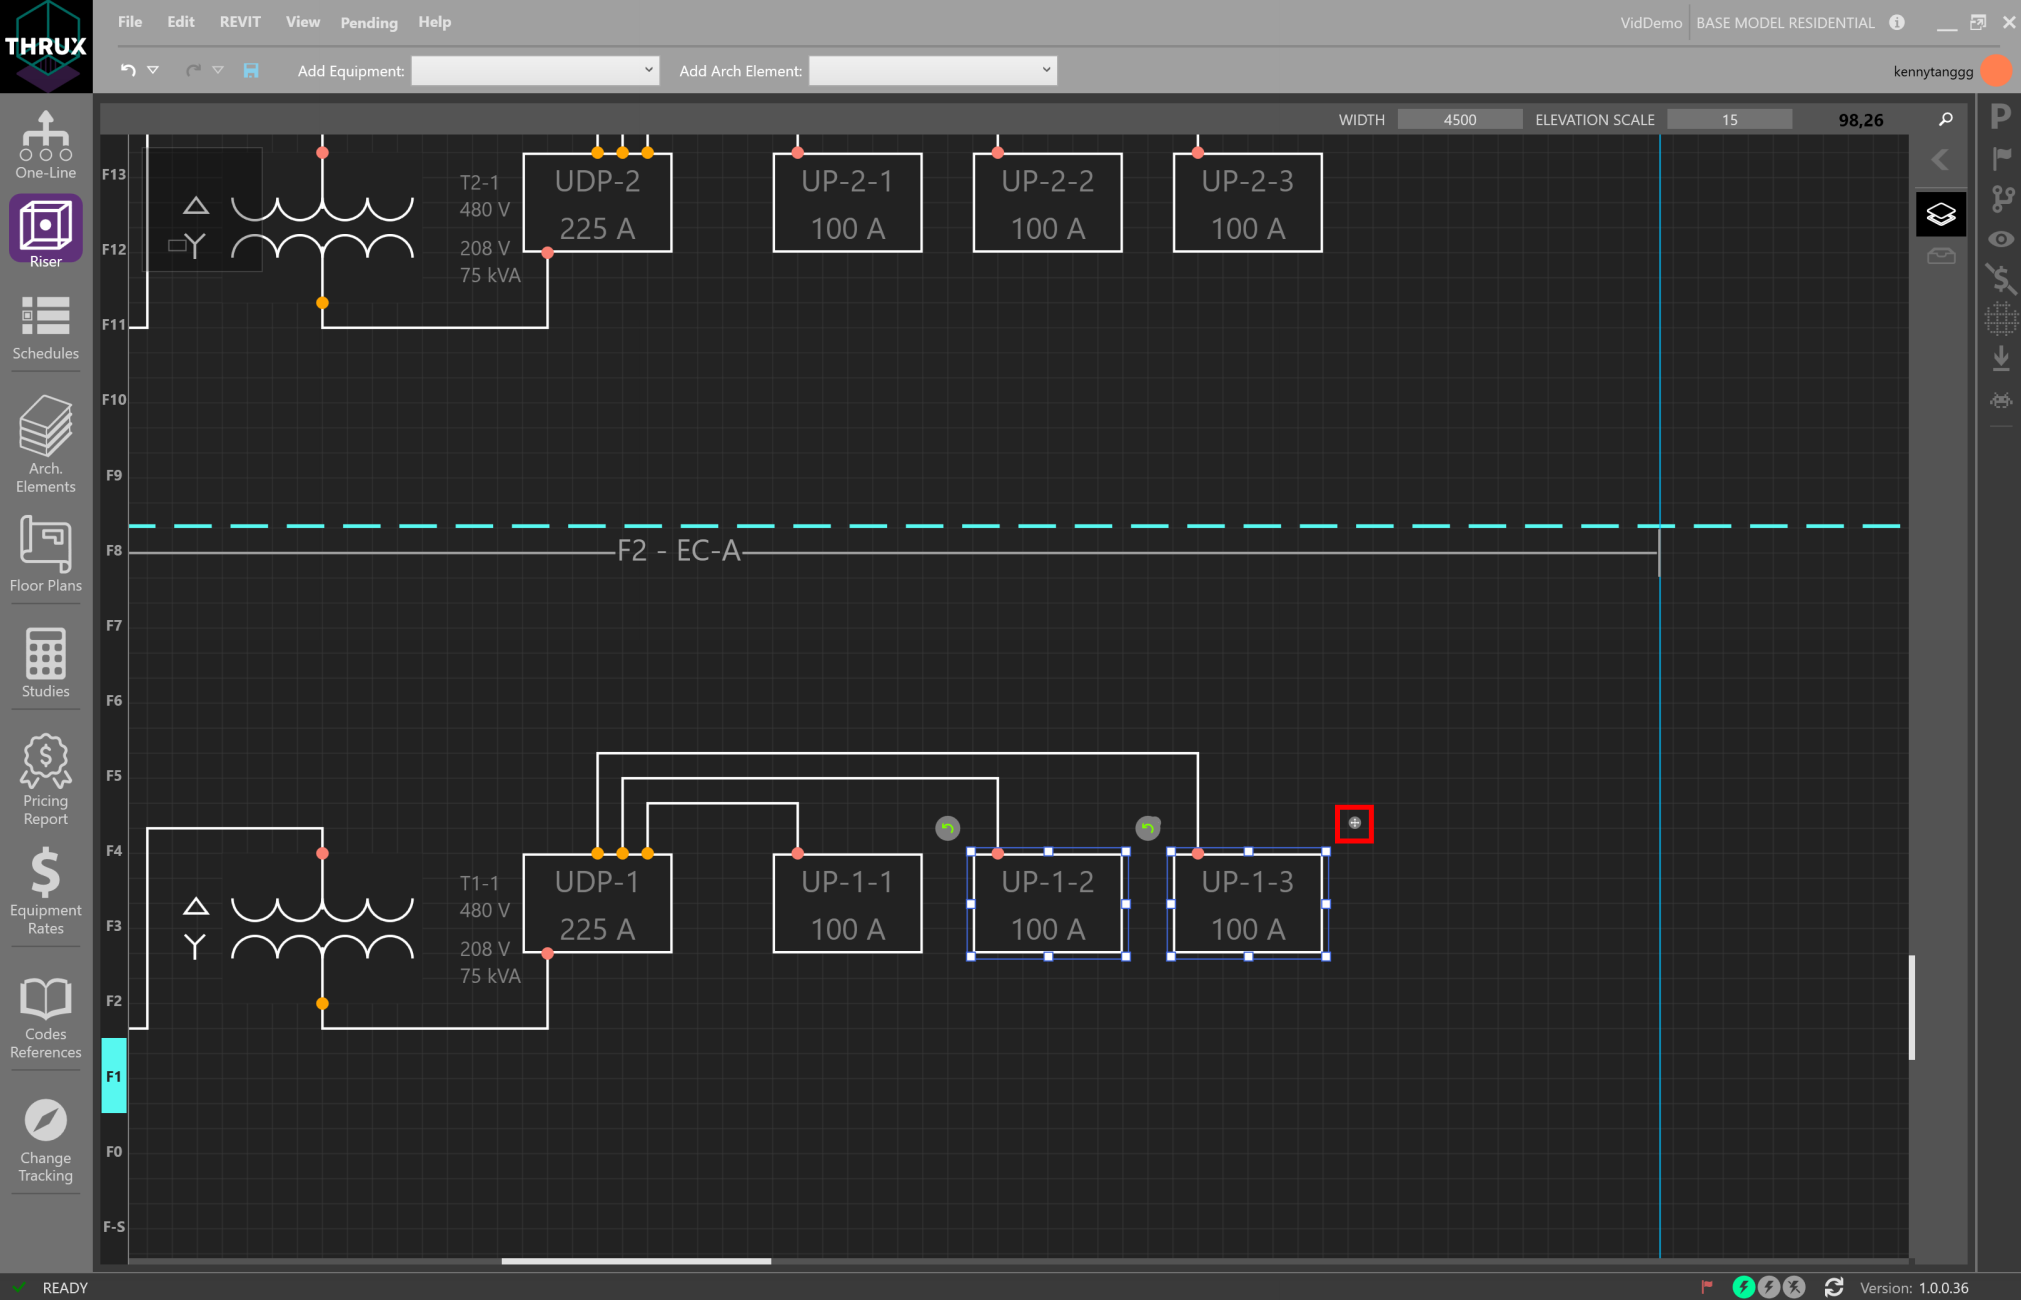 THRUX
File Edit REVIT View Pending Help
VidDemo BASE MODEL RESIDENTIAL
Add Equipment: Add Arch Element:
kennytanggg
WIDTH 4500 ELEVATION SCALE 15 98,26
One-Line
Riser
Schedules
Arch.
Elements
Floor Plans
Studies
Pricing
Report
Equipment
Rates
Codes
References
Change
Tracking
F13
F12
F11
F10
F9
F8
F7
F6
F5
F4
F3
F2
F1
F0
F-S
T2-1
480 V
208 V
75 kVA
UDP-2
225 A
UP-2-1
100 A
UP-2-2
100 A
UP-2-3
100 A
F2 - EC-A
T1-1
480 V
208 V
75 kVA
UDP-1
225 A
UP-1-1
100 A
UP-1-2
100 A
UP-1-3
100 A
P
READY
Version: 1.0.0.36